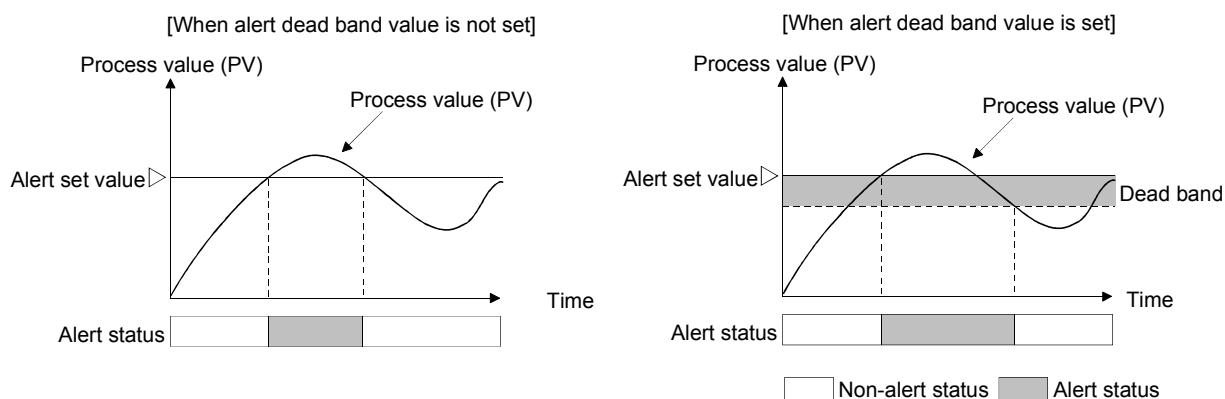 [When alert dead band value is not set]
Process value (PV)
Process value (PV)
Alert set value
Time
Alert status
[When alert dead band value is set]
Process value (PV)
Process value (PV)
Alert set value
Dead band
Time
Alert status
Non-alert status
Alert status